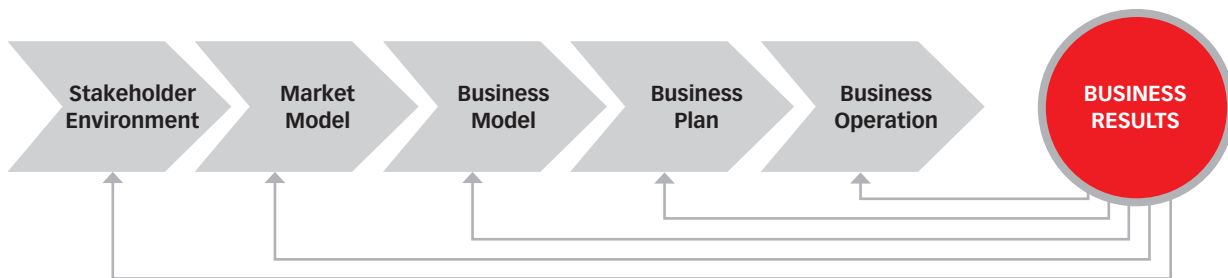 Stakeholder
Environment
Market
Model
Business
Model
Business
Plan
Business
Operation
BUSINESS
RESULTS